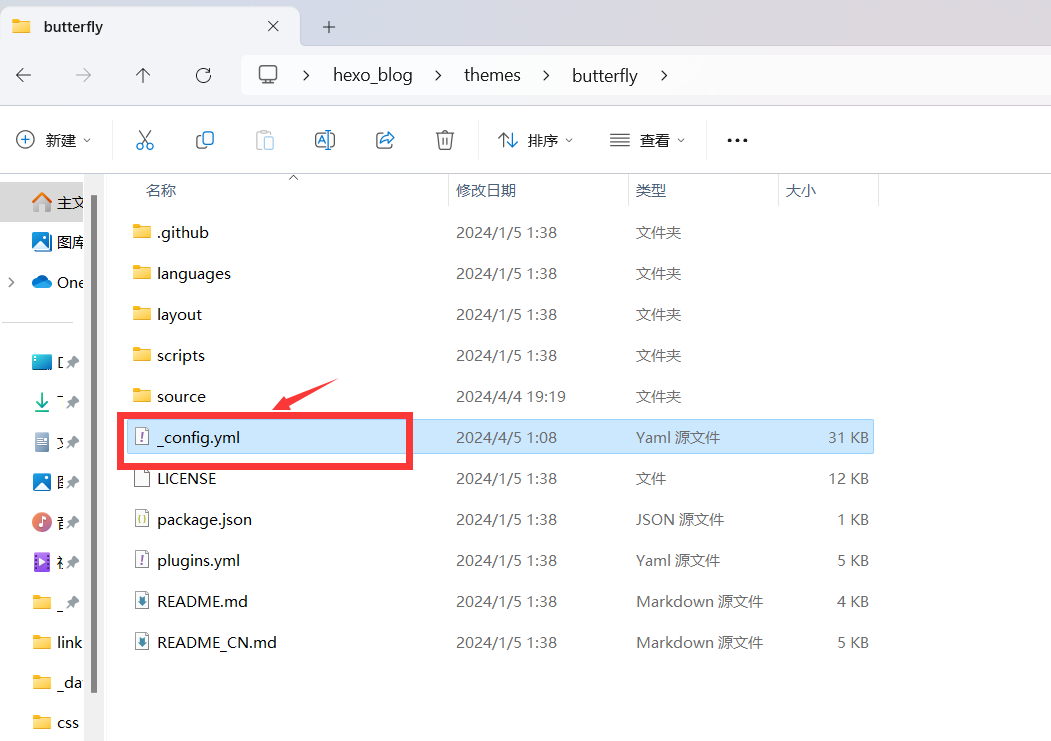 butterfly
hexo_blog > themes > butterfly >
新建 排序 查看
名称 修改日期 类型 大小
主文
图库
One
link
_da
css
.github 2024/1/5 1:38 文件夹
languages 2024/1/5 1:38 文件夹
layout 2024/1/5 1:38 文件夹
scripts 2024/1/5 1:38 文件夹
source 2024/4/4 19:19 文件夹
_config.yml 2024/4/5 1:08 Yaml 源文件 31 KB
LICENSE 2024/1/5 1:38 文件 12 KB
package.json 2024/1/5 1:38 JSON 源文件 1 KB
plugins.yml 2024/1/5 1:38 Yaml 源文件 5 KB
README.md 2024/1/5 1:38 Markdown 源文件 4 KB
README_CN.md 2024/1/5 1:38 Markdown 源文件 5 KB